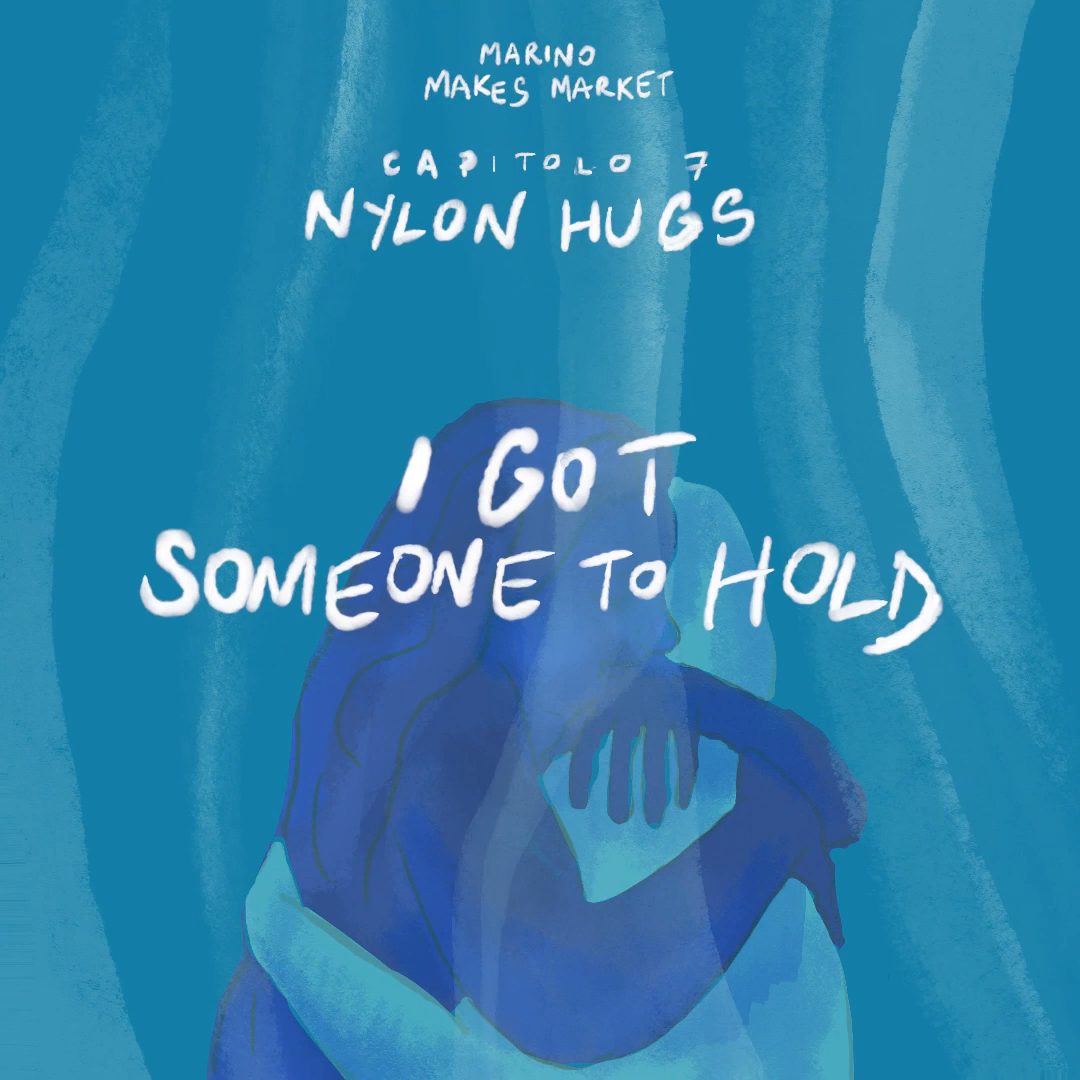 MARINO
MAKES MARKET
CAPITOLO 7
NYLON HUGS
I GOT
SOMEONE TO HOLD